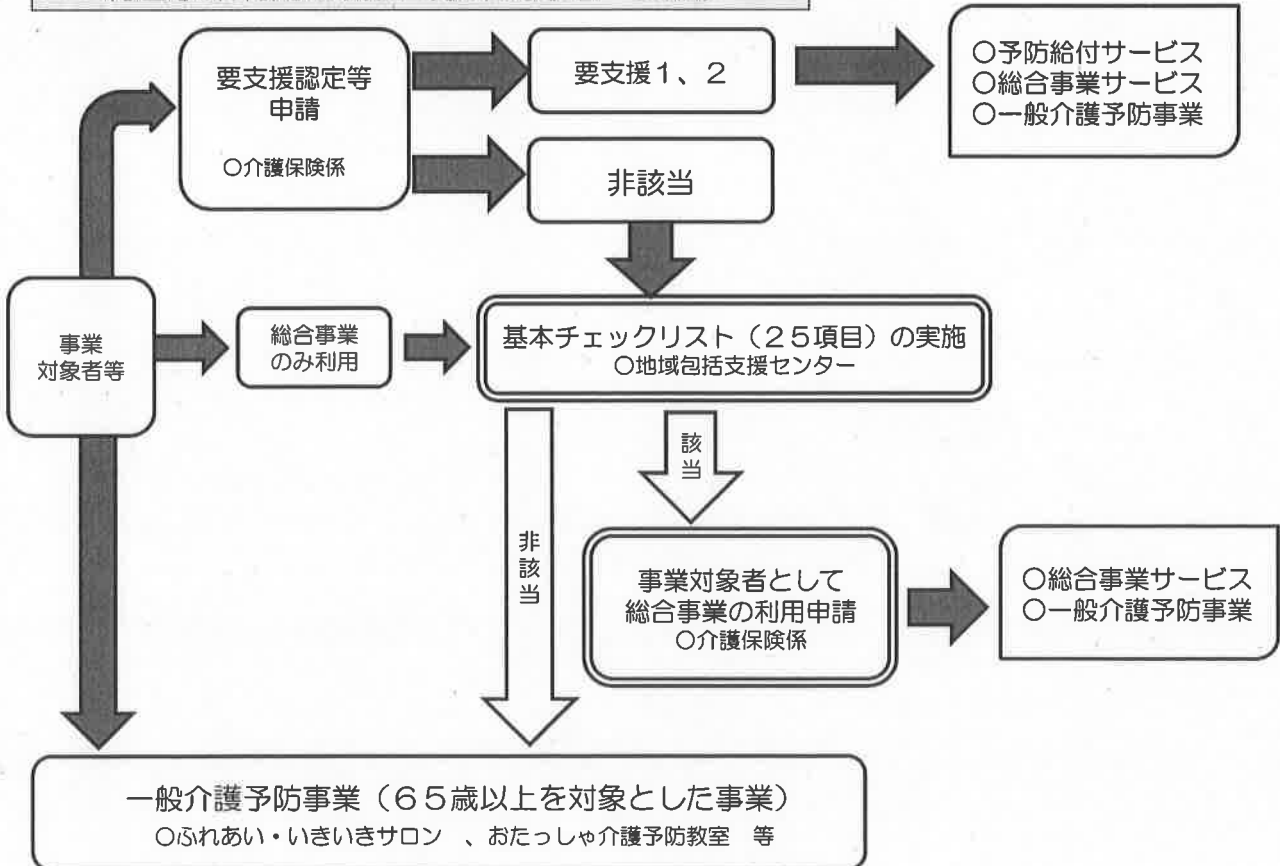 要支援認定等
申請
○介護保険係
要支援1、2
○予防給付サービス
○総合事業サービス
○一般介護予防事業
非該当
事業
対象者等
総合事業
のみ利用
基本チェックリスト（25項目）の実施
○地域包括支援センター
該当
非該当
事業対象者として
総合事業の利用申請
○介護保険係
○総合事業サービス
○一般介護予防事業
一般介護予防事業（65歳以上を対象とした事業）
○ふれあい・いきいきサロン　、おたっしゃ介護予防教室　等